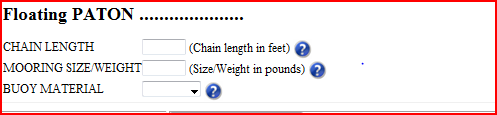 Floating PATON .....................
CHAIN LENGTH (Chain length in feet) ?
MOORING SIZE/WEIGHT (Size/Weight in pounds) ?
BUOY MATERIAL ?